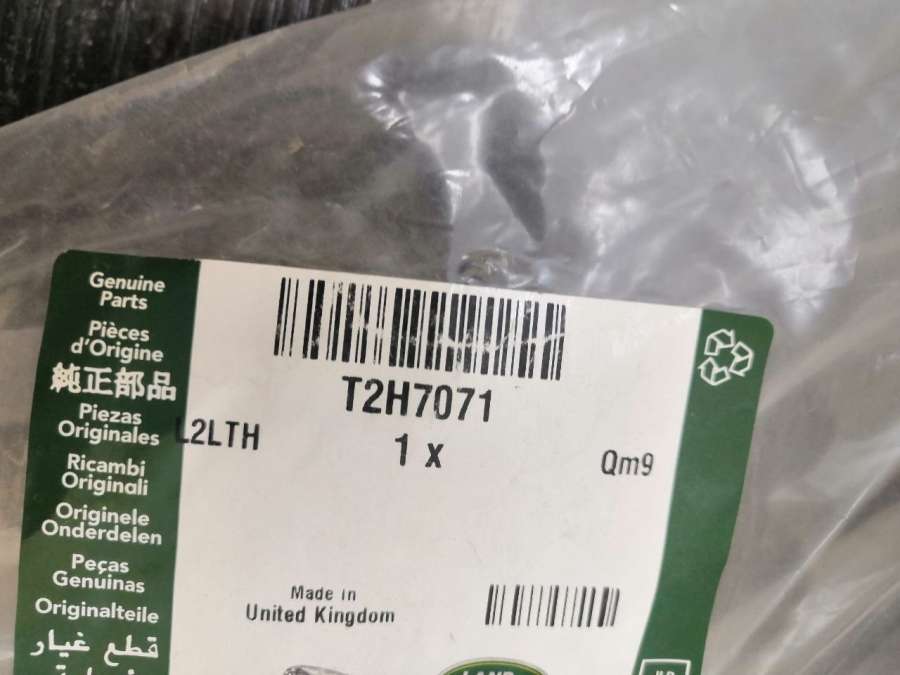 Genuine
Parts
Pièces
d'Origine
純正部品
Piezas
Originales
Ricambi
Originali
Originele
Onderdelen
Peças
Genuinas
Originalteile
قطع غيار
T2H7071
L2LTH
1 x
Qm9
Made in
United Kingdom
LAND